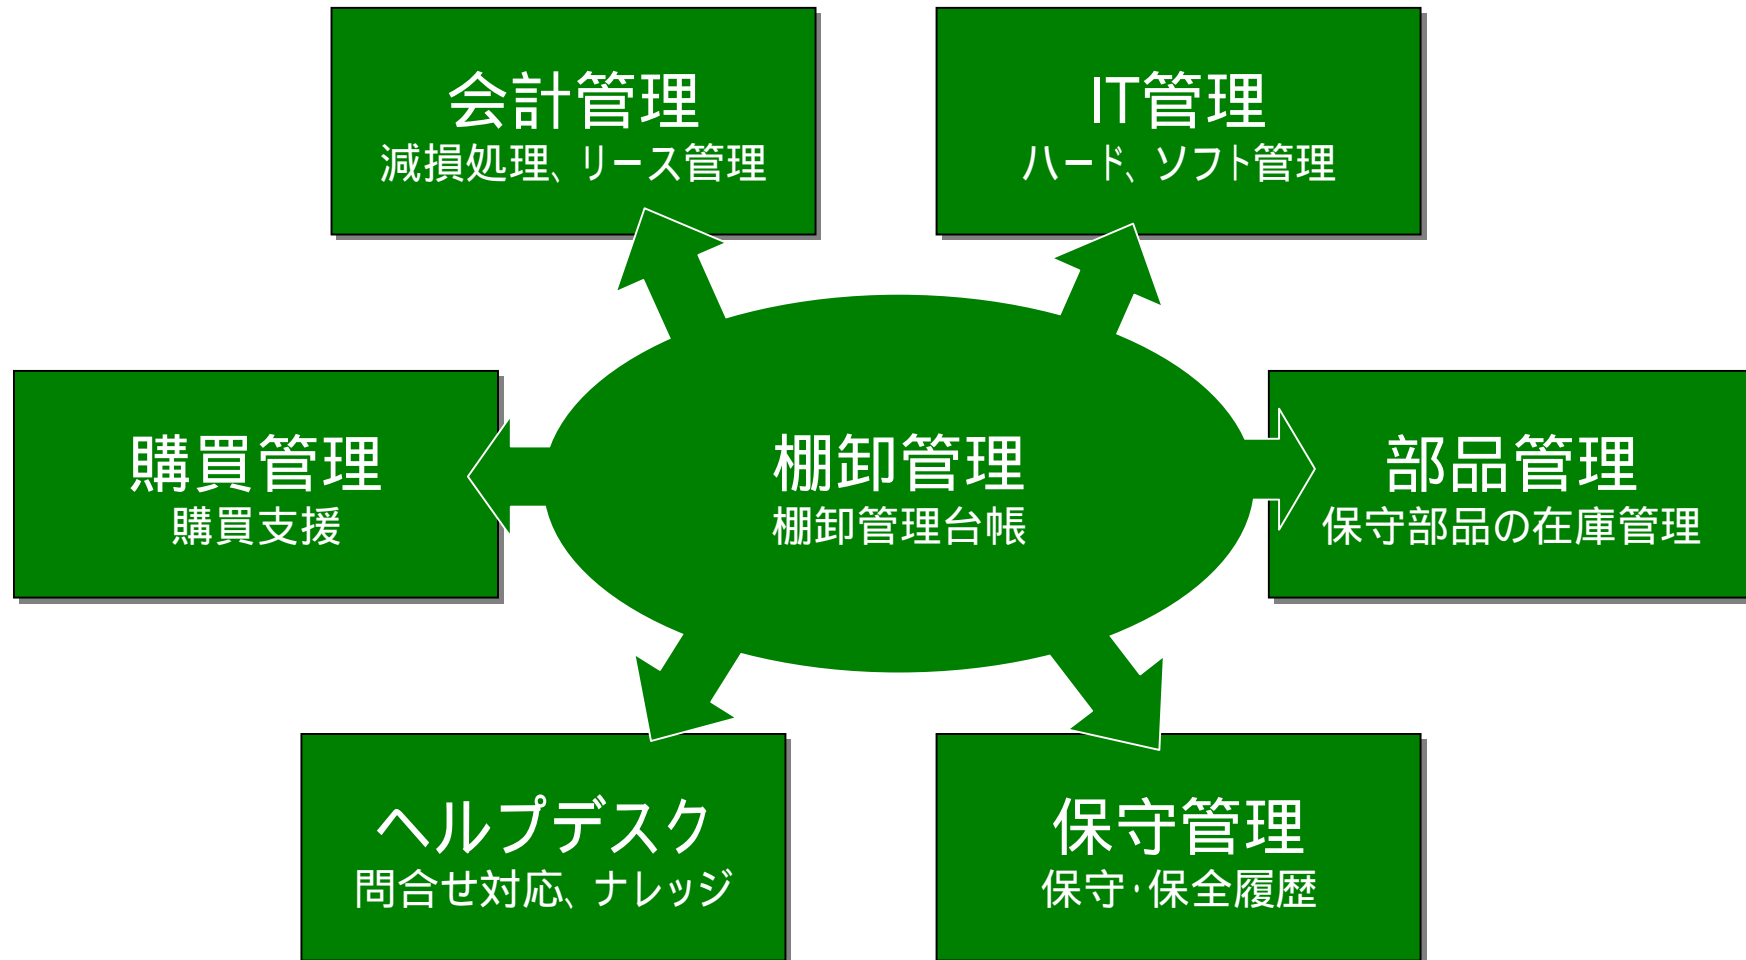 会計管理
減損処理、リース管理
IT管理
ハード、ソフト管理
購買管理
購買支援
棚卸管理
棚卸管理台帳
部品管理
保守部品の在庫管理
ヘルプデスク
問合せ対応、ナレッジ
保守管理
保守・保全履歴